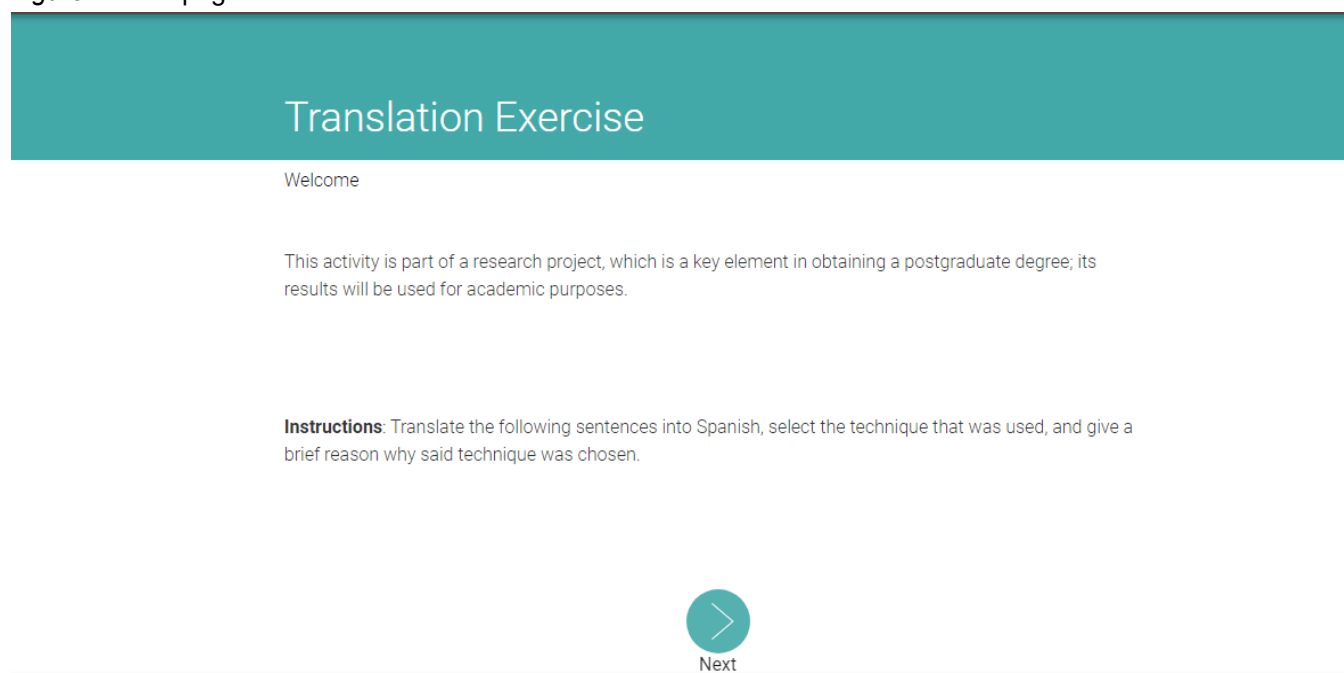 Translation Exercise
Welcome
This activity is part of a research project, which is a key element in obtaining a postgraduate degree; its
results will be used for academic purposes.
Instructions: Translate the following sentences into Spanish, select the technique that was used, and give a
brief reason why said technique was chosen.
Next